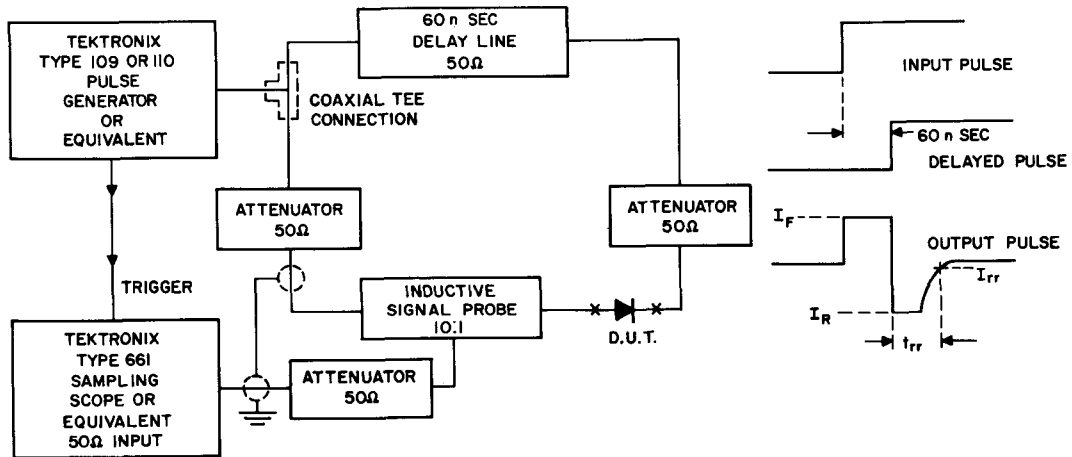 TEKTRONIX
TYPE 109 OR 110
PULSE
GENERATOR
OR
EQUIVALENT
COAXIAL TEE
CONNECTION
60 n SEC
DELAY LINE
50Ω
INPUT PULSE
60 n SEC
DELAYED PULSE
ATTENUATOR
50Ω
ATTENUATOR
50Ω
I_F
OUTPUT PULSE
I_rr
I_R
t_rr
TRIGGER
INDUCTIVE
SIGNAL PROBE
10:1
D.U.T.
TEKTRONIX
TYPE 661
SAMPLING
SCOPE OR
EQUIVALENT
50Ω INPUT
ATTENUATOR
50Ω